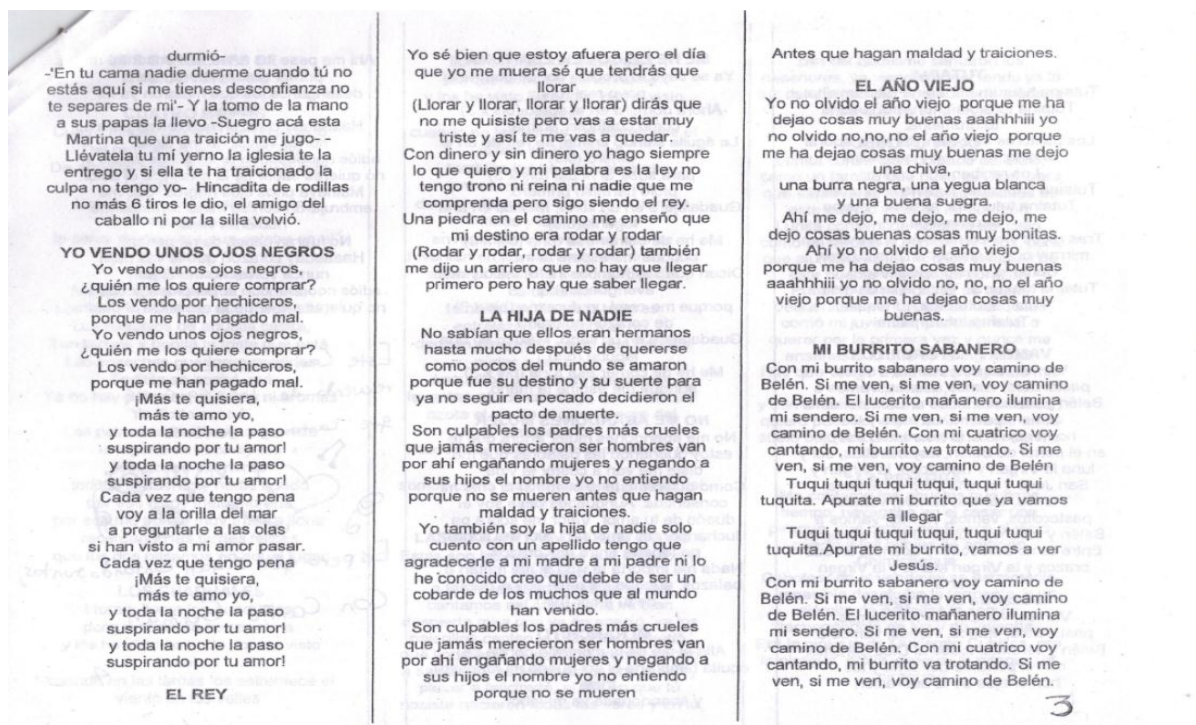 durmió-
-'En tu cama nadie duerme cuando tú no
estás aquí si me tienes desconfianza no
te separes de mi'- Y la tomo de la mano
a sus papas la llevo -Suegro acá esta
Martina que una traición me jugo- -
Llévatela tu mi yerno la iglesia te la
entrego y si ella te ha traicionado la
culpa no tengo yo- Hincadita de rodillas
no más 6 tiros le dio, el amigo del
caballo ni por la silla volvió.
YO VENDO UNOS OJOS NEGROS
Yo vendo unos ojos negros,
¿quién me los quiere comprar?
Los vendo por hechiceros,
porque me han pagado mal.
Yo vendo unos ojos negros,
¿quién me los quiere comprar?
Los vendo por hechiceros,
porque me han pagado mal.
¡Más te quisiera,
más te amo yo,
y toda la noche la paso
suspirando por tu amor!
y toda la noche la paso
suspirando por tu amor!
Cada vez que tengo pena
voy a la orilla del mar
a preguntarle a las olas
si han visto a mi amor pasar.
Cada vez que tengo pena
¡Más te quisiera,
más te amo yo,
y toda la noche la paso
suspirando por tu amor!
y toda la noche la paso
suspirando por tu amor!
EL REY
Yo sé bien que estoy afuera pero el día
que yo me muera sé que tendrás que
llorar
(Llorar y llorar, llorar y llorar) dirás que
no me quisiste pero vas a estar muy
triste y así te me vas a quedar.
Con dinero y sin dinero yo hago siempre
lo que quiero y mi palabra es la ley no
tengo trono ni reina ni nadie que me
comprenda pero sigo siendo el rey.
Una piedra en el camino me enseño que
mi destino era rodar y rodar
(Rodar y rodar, rodar y rodar) también
me dijo un arriero que no hay que llegar
primero pero hay que saber llegar.
LA HIJA DE NADIE
No sabían que ellos eran hermanos
hasta mucho después de quererse
como pocos del mundo se amaron
porque fue su destino y su suerte para
ya no seguir en pecado decidieron el
pacto de muerte.
Son culpables los padres más crueles
que jamás merecieron ser hombres van
por ahí engañando mujeres y negando a
sus hijos el nombre yo no entiendo
porque no se mueren antes que hagan
maldad y traiciones.
Yo también soy la hija de nadie solo
cuento con un apellido tengo que
agradecerle a mi madre a mi padre ni lo
he conocido creo que debe de ser un
cobarde de los muchos que al mundo
han venido.
Son culpables los padres más crueles
que jamás merecieron ser hombres van
por ahí engañando mujeres y negando a
sus hijos el nombre yo no entiendo
porque no se mueren
Antes que hagan maldad y traiciones.
EL AÑO VIEJO
Yo no olvido el año viejo porque me ha
dejao cosas muy buenas aaahhhiii yo
no olvido no,no,no el año viejo porque
me ha dejao cosas muy buenas me dejo
una chiva,
una burra negra, una yegua blanca
y una buena suegra.
Ahí me dejo, me dejo, me dejo, me
dejo cosas buenas cosas muy bonitas.
Ahí yo no olvido el año viejo
porque me ha dejao cosas muy buenas
aaahhhiii yo no olvido no, no, no el año
viejo porque me ha dejao cosas muy
buenas.
MI BURRITO SABANERO
Con mi burrito sabanero voy camino de
Belén. Si me ven, si me ven, voy camino
de Belén. El lucerito mañanero ilumina
mi sendero. Si me ven, si me ven, voy
camino de Belén. Con mi cuatrico voy
cantando, mi burrito va trotando. Si me
ven, si me ven, voy camino de Belén
Tuqui tuqui tuqui tuqui, tuqui tuqui
tuquita. Apurate mi burrito que ya vamos
a llegar
Tuqui tuqui tuqui tuqui, tuqui tuqui
tuquita.Apurate mi burrito, vamos a ver
Jesús.
Con mi burrito sabanero voy camino de
Belén. Si me ven, si me ven, voy camino
de Belén. El lucerito mañanero ilumina
mi sendero. Si me ven, si me ven, voy
camino de Belén. Con mi cuatrico voy
cantando, mi burrito va trotando. Si me
ven, si me ven, voy camino de Belén.
3